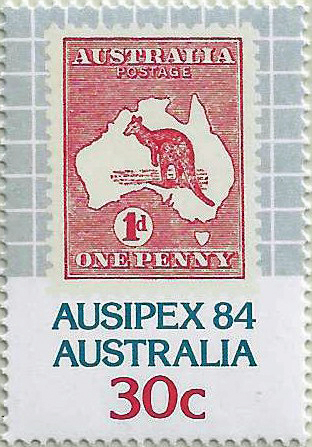 AUSTRALIA
POSTAGE
1d
ONE PENNY
AUSIPEX 84
AUSTRALIA
30c